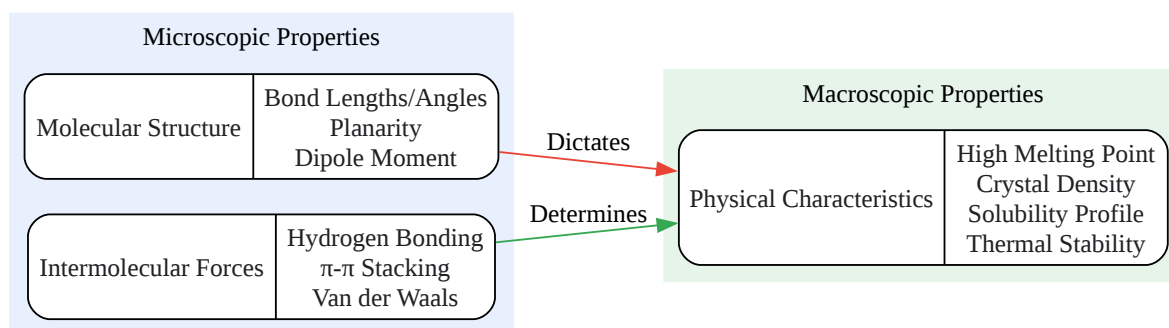 Microscopic Properties
Molecular Structure
Bond Lengths/Angles
Planarity
Dipole Moment
Intermolecular Forces
Hydrogen Bonding
π-π Stacking
Van der Waals
Dictates
Determines
Macroscopic Properties
Physical Characteristics
High Melting Point
Crystal Density
Solubility Profile
Thermal Stability